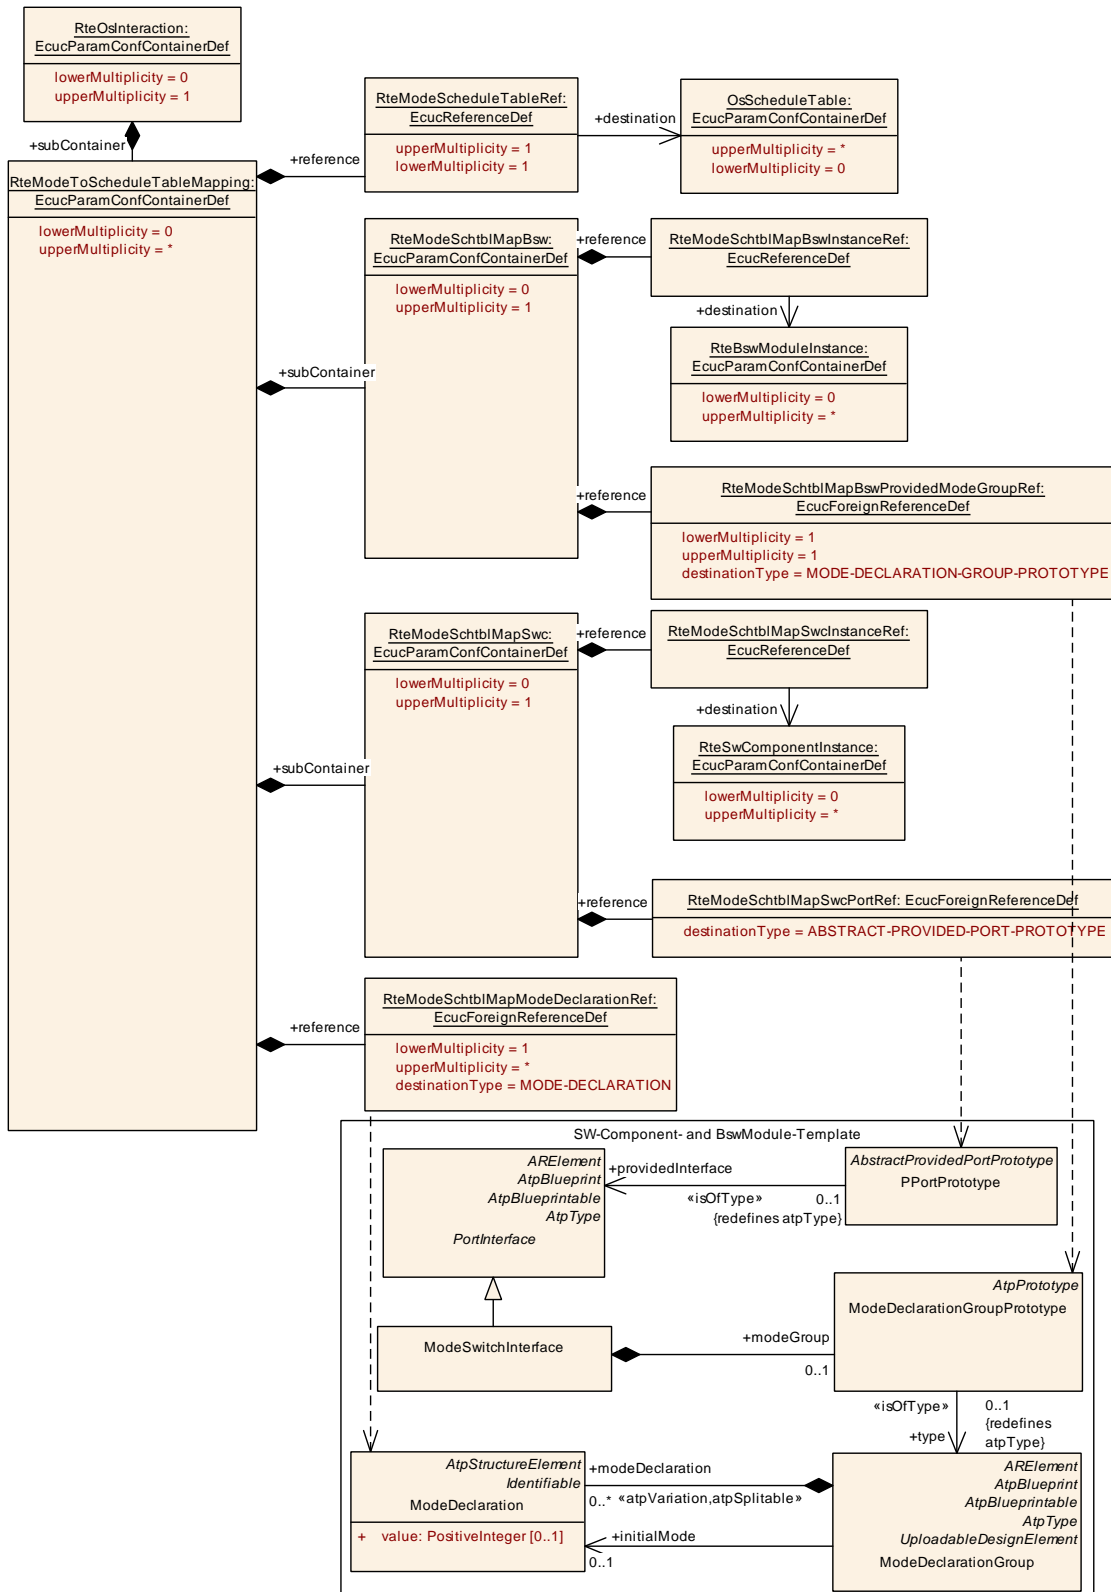 RteOsInteraction:
EcucParamConfContainerDef
lowerMultiplicity = 0
upperMultiplicity = 1
+subContainer
RteModeToScheduleTableMapping:
EcucParamConfContainerDef
lowerMultiplicity = 0
upperMultiplicity = *
+reference
RteModeScheduleTableRef:
EcucReferenceDef
upperMultiplicity = 1
lowerMultiplicity = 1
+destination
OsScheduleTable:
EcucParamConfContainerDef
upperMultiplicity = *
lowerMultiplicity = 0
+subContainer
RteModeSchtblMapBsw:
EcucParamConfContainerDef
lowerMultiplicity = 0
upperMultiplicity = 1
+reference
RteModeSchtblMapBswInstanceRef:
EcucReferenceDef
+destination
RteBswModuleInstance:
EcucParamConfContainerDef
lowerMultiplicity = 0
upperMultiplicity = *
+reference
RteModeSchtblMapBswProvidedModeGroupRef:
EcucForeignReferenceDef
lowerMultiplicity = 1
upperMultiplicity = 1
destinationType = MODE-DECLARATION-GROUP-PROTOTYPE
+subContainer
RteModeSchtblMapSwc:
EcucParamConfContainerDef
lowerMultiplicity = 0
upperMultiplicity = 1
+reference
RteModeSchtblMapSwcInstanceRef:
EcucReferenceDef
+destination
RteSwComponentInstance:
EcucParamConfContainerDef
lowerMultiplicity = 0
upperMultiplicity = *
+reference
RteModeSchtblMapSwcPortRef: EcucForeignReferenceDef
destinationType = ABSTRACT-PROVIDED-PORT-PROTOTYPE
+reference
RteModeSchtblMapModeDeclarationRef:
EcucForeignReferenceDef
lowerMultiplicity = 1
upperMultiplicity = *
destinationType = MODE-DECLARATION
SW-Component- and BswModule-Template
ARElement
AtpBlueprint
AtpBlueprintable
AtpType
PortInterface
+providedInterface
«isOfType»
0..1
{redefines atpType}
AbstractProvidedPortPrototype
PPortPrototype
ModeSwitchInterface
+modeGroup
0..1
AtpPrototype
ModeDeclarationGroupPrototype
«isOfType»
0..1
{redefines
atpType}
+type
AtpStructureElement
Identifiable
ModeDeclaration
+ value: PositiveInteger [0..1]
+modeDeclaration
0..* «atpVariation,atpSplitable»
+initialMode
0..1
ARElement
AtpBlueprint
AtpBlueprintable
AtpType
UploadableDesignElement
ModeDeclarationGroup